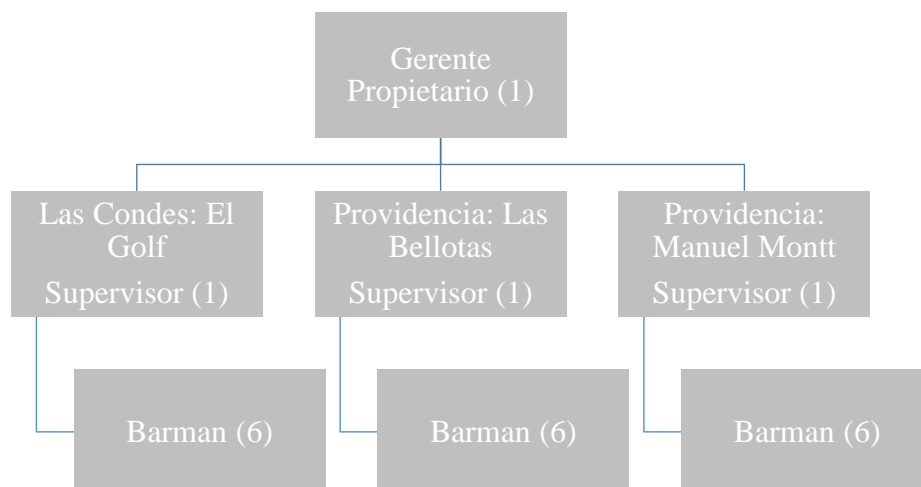 Gerente
Propietario (1)
Las Condes: El
Golf
Supervisor (1)
Providencia: Las
Bellotas
Supervisor (1)
Providencia:
Manuel Montt
Supervisor (1)
Barman (6)
Barman (6)
Barman (6)